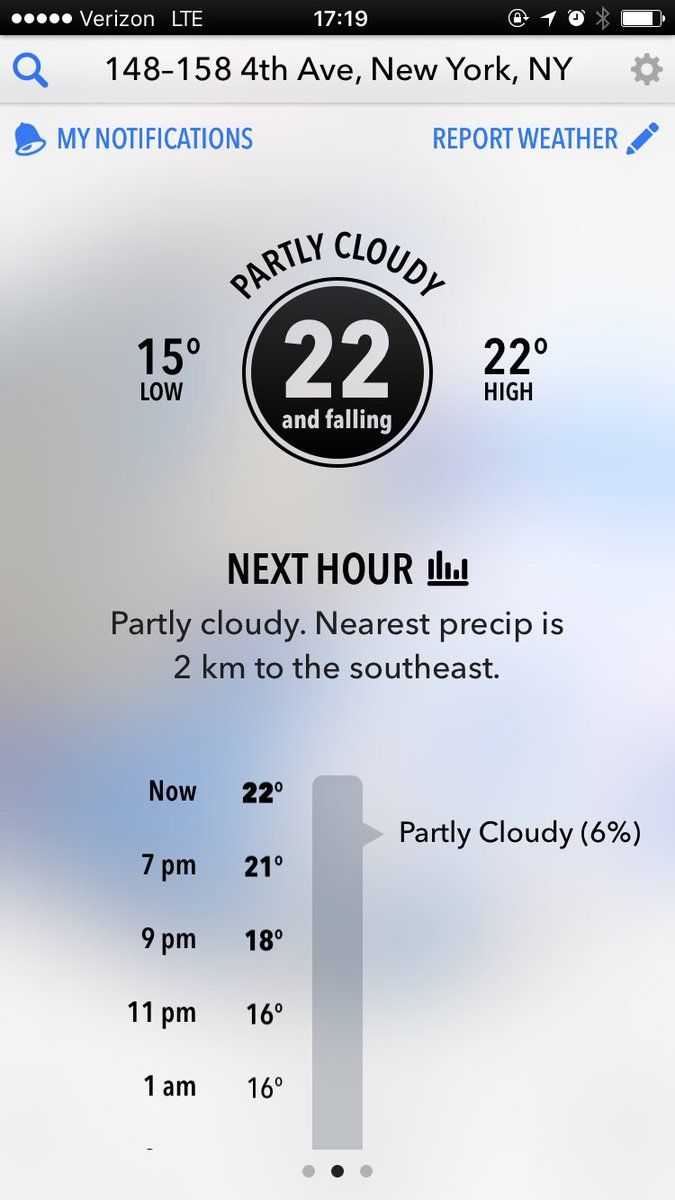 Verizon LTE 17:19
148–158 4th Ave, New York, NY
MY NOTIFICATIONS REPORT WEATHER
PARTLY CLOUDY
15° 22 22°
LOW and falling HIGH
NEXT HOUR
Partly cloudy. Nearest precip is
2 km to the southeast.
Now 22°
Partly Cloudy (6%)
7 pm 21°
9 pm 18°
11 pm 16°
1 am 16°